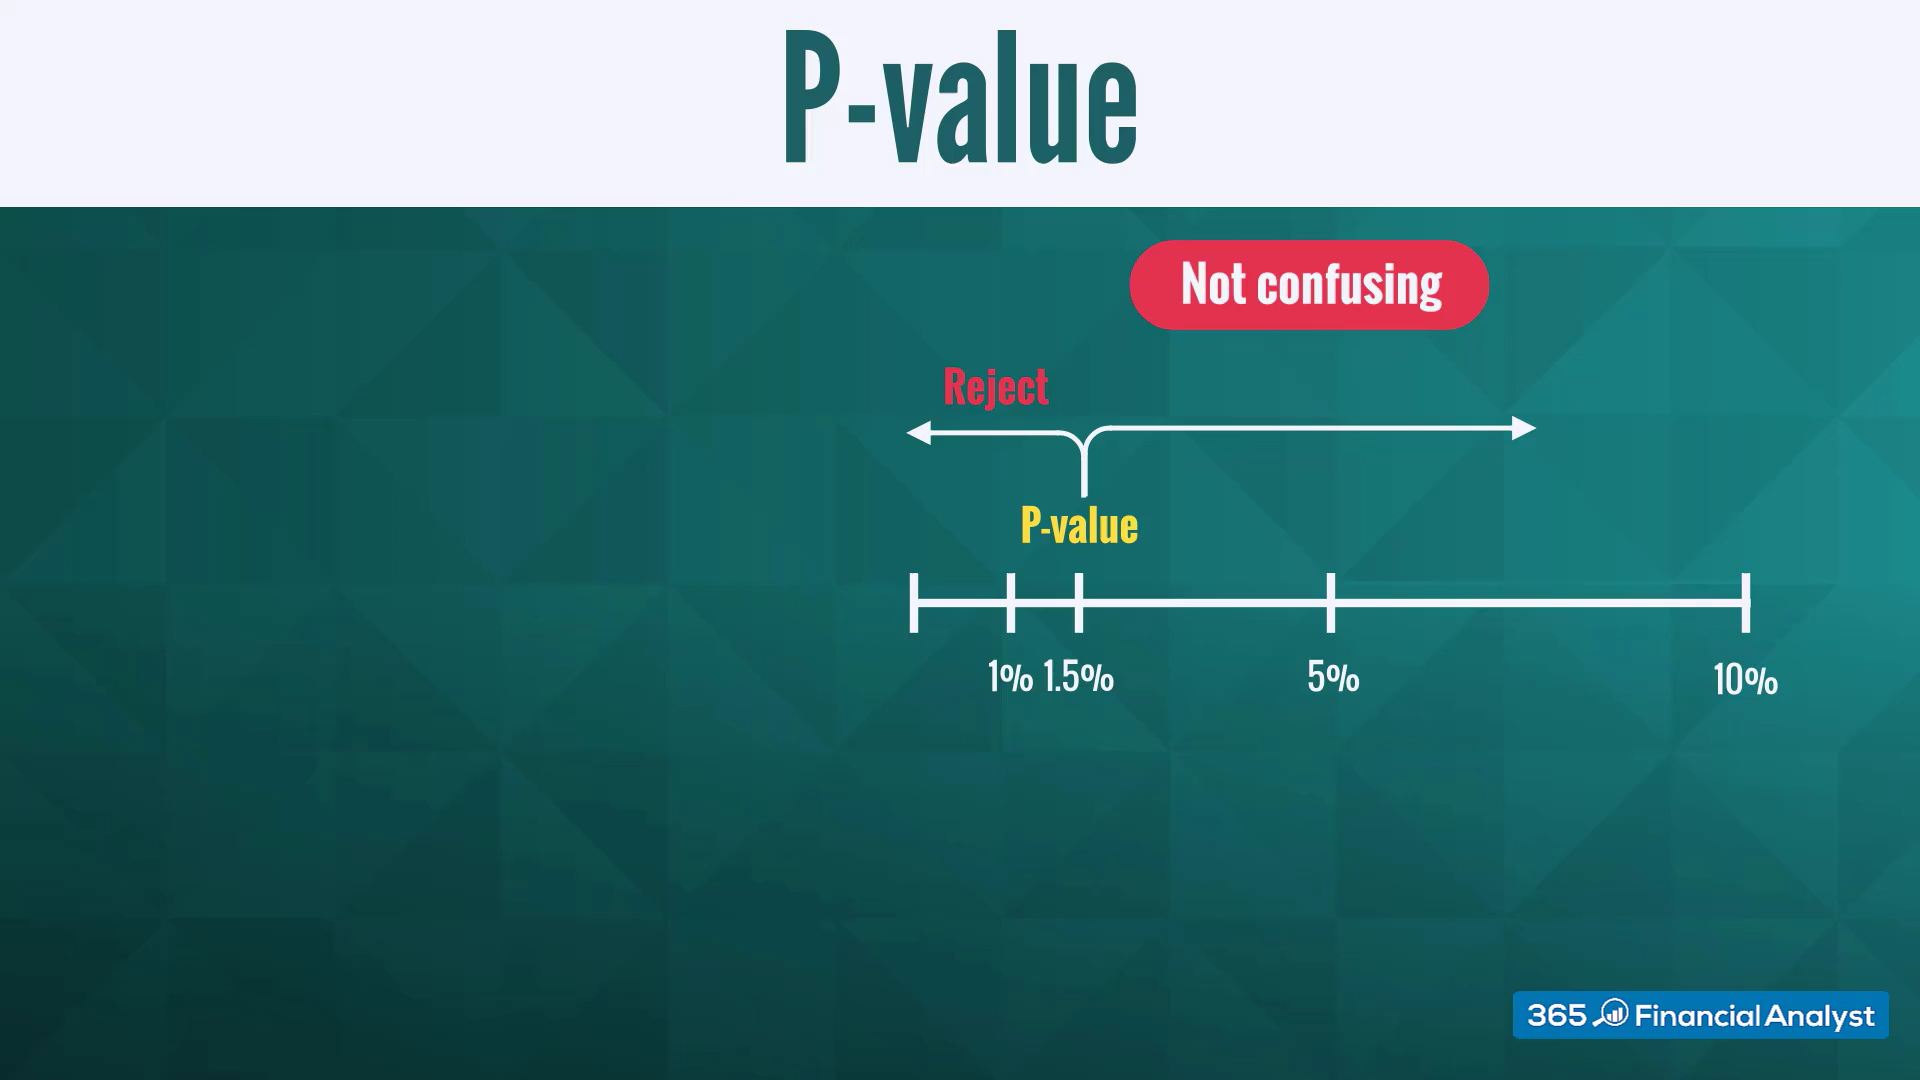 P-value
Not confusing
Reject
P-value
1% 1.5% 5% 10%
365 Financial Analyst